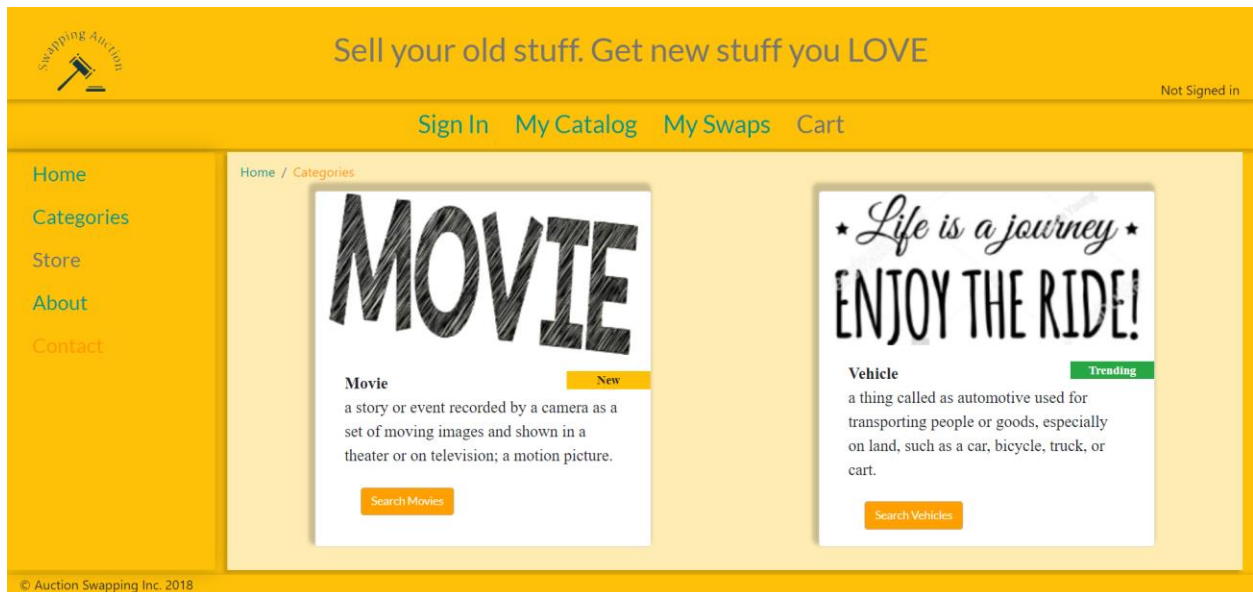 Swapping Auction
Sell your old stuff. Get new stuff you LOVE
Not Signed in
Sign In My Catalog My Swaps Cart
Home
Categories
Store
About
Contact
Home / Categories
MOVIE
Movie
New
a story or event recorded by a camera as a
set of moving images and shown in a
theater or on television; a motion picture.
Search Movies
Life is a journey
ENJOY THE RIDE!
Vehicle
Trending
a thing called as automotive used for
transporting people or goods, especially
on land, such as a car, bicycle, truck, or
cart.
Search Vehicles
© Auction Swapping Inc. 2018